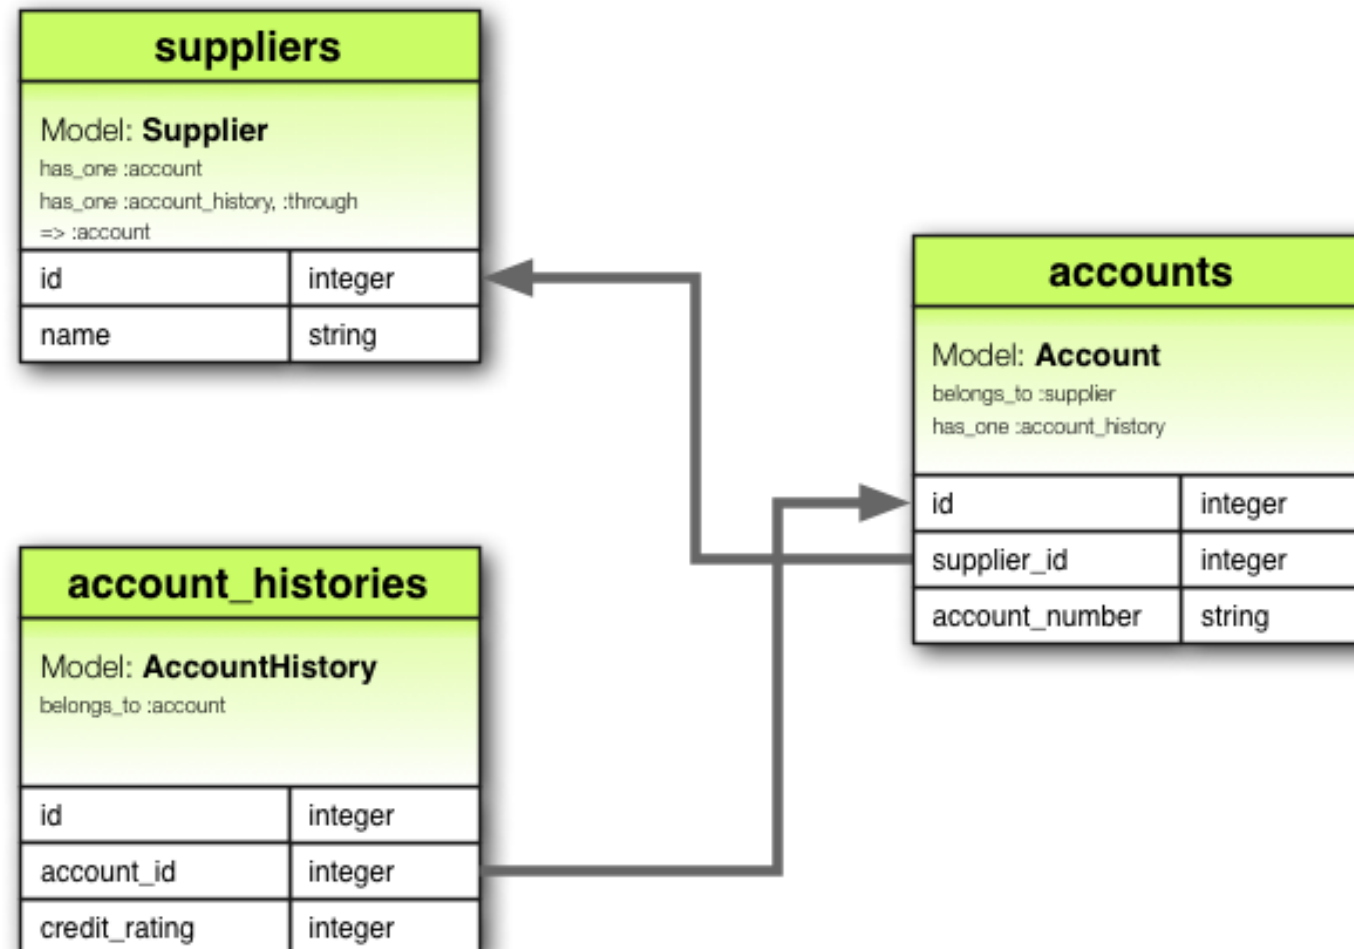 suppliers
Model: Supplier
has_one :account
has_one :account_history, :through
=> :account
id integer
name string
accounts
Model: Account
belongs_to :supplier
has_one :account_history
id integer
supplier_id integer
account_number string
account_histories
Model: AccountHistory
belongs_to :account
id integer
account_id integer
credit_rating integer